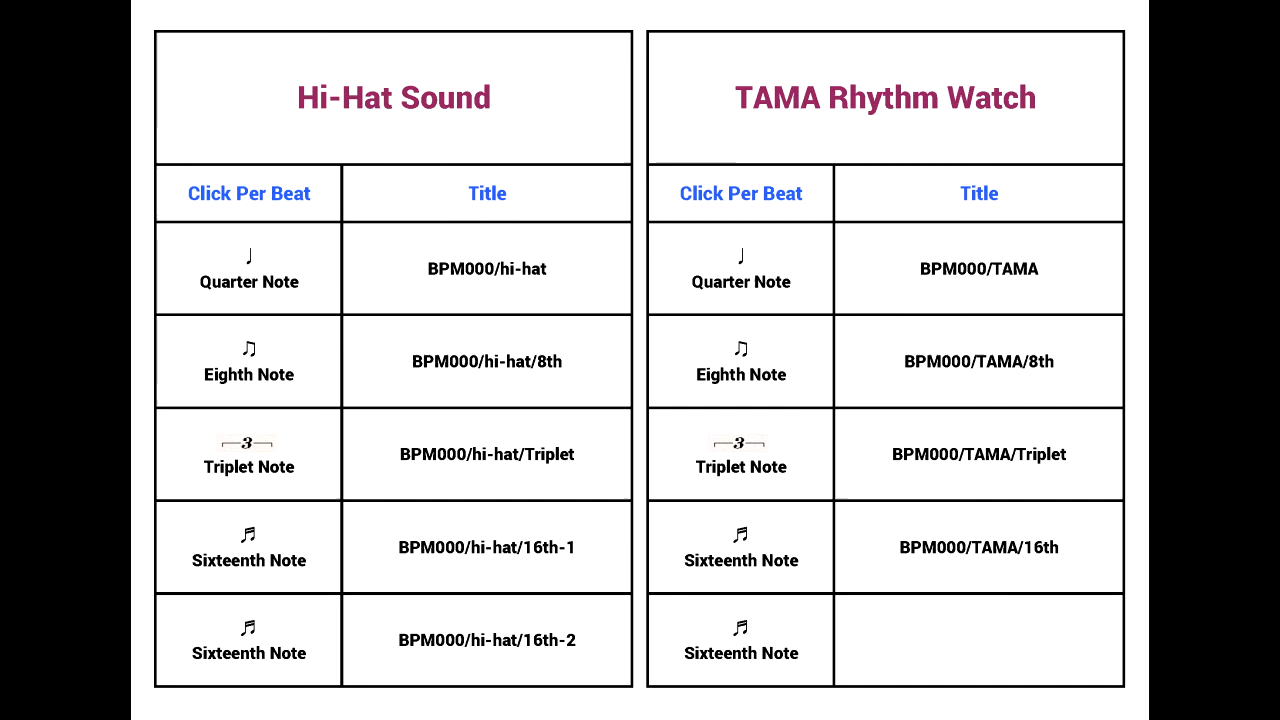 Hi-Hat Sound
Click Per Beat
Title
♩
Quarter Note
BPM000/hi-hat
♫
Eighth Note
BPM000/hi-hat/8th
3
Triplet Note
BPM000/hi-hat/Triplet
♬
Sixteenth Note
BPM000/hi-hat/16th-1
♬
Sixteenth Note
BPM000/hi-hat/16th-2
TAMA Rhythm Watch
Click Per Beat
Title
♩
Quarter Note
BPM000/TAMA
♫
Eighth Note
BPM000/TAMA/8th
3
Triplet Note
BPM000/TAMA/Triplet
♬
Sixteenth Note
BPM000/TAMA/16th
♬
Sixteenth Note